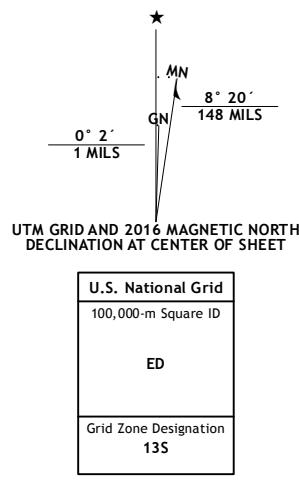 MN
GN
8° 20´
148 MILS
0° 2´
1 MILS
UTM GRID AND 2016 MAGNETIC NORTH
DECLINATION AT CENTER OF SHEET
U.S. National Grid
100,000-m Square ID
ED
Grid Zone Designation
13S